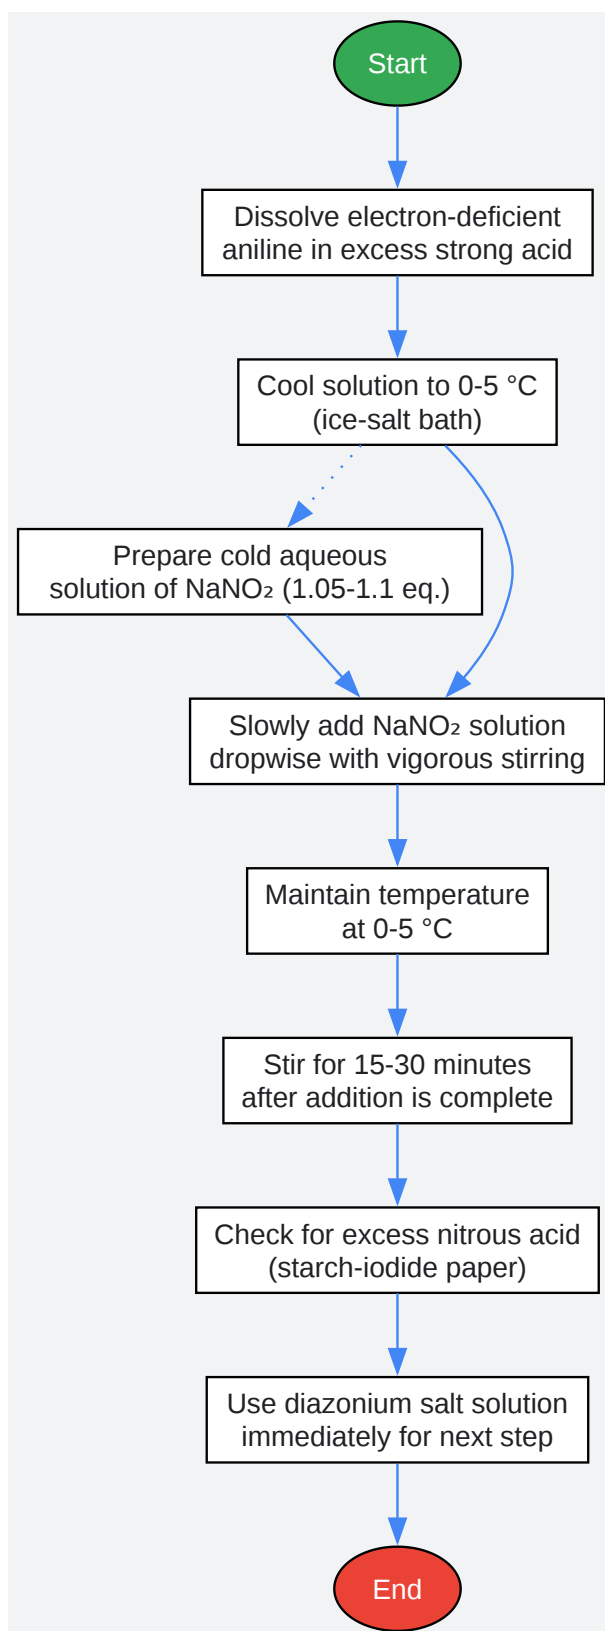 Start
Dissolve electron-deficient
aniline in excess strong acid
Cool solution to 0-5 °C
(ice-salt bath)
Prepare cold aqueous
solution of NaNO₂ (1.05-1.1 eq.)
Slowly add NaNO₂ solution
dropwise with vigorous stirring
Maintain temperature
at 0-5 °C
Stir for 15-30 minutes
after addition is complete
Check for excess nitrous acid
(starch-iodide paper)
Use diazonium salt solution
immediately for next step
End